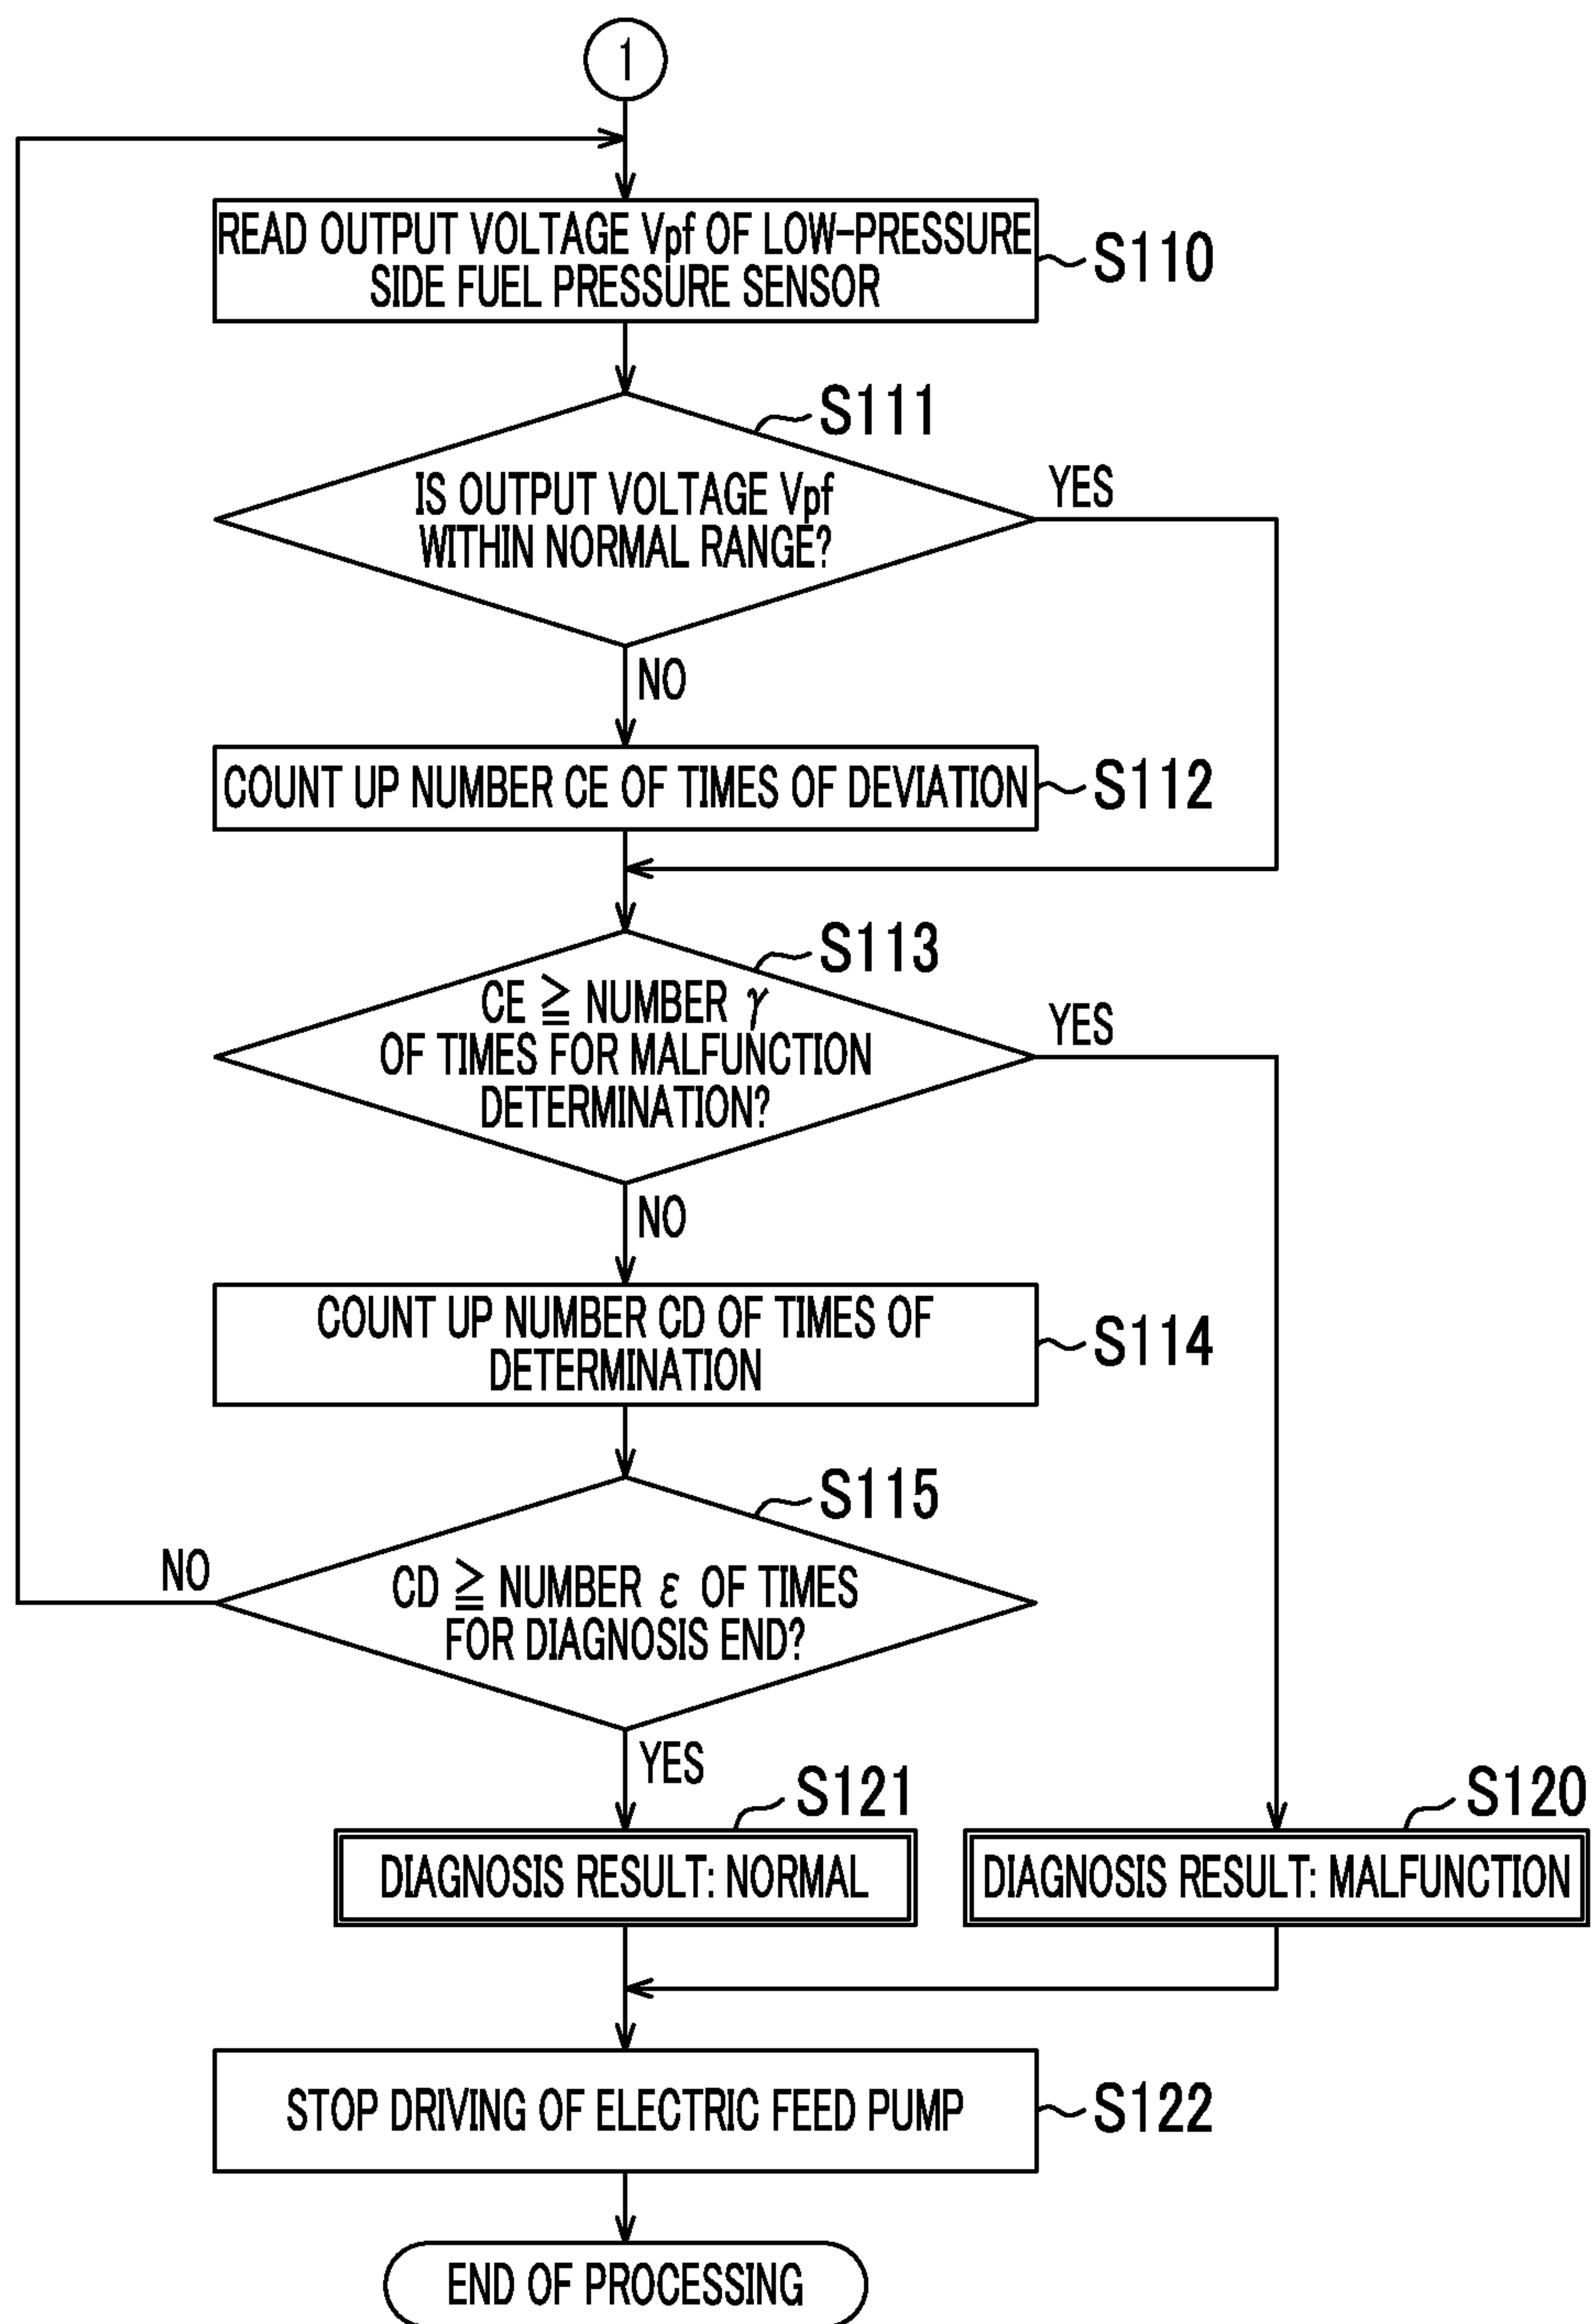 1
READ OUTPUT VOLTAGE Vpf OF LOW-PRESSURE
SIDE FUEL PRESSURE SENSOR
S110
S111
IS OUTPUT VOLTAGE Vpf
WITHIN NORMAL RANGE?
YES
NO
COUNT UP NUMBER CE OF TIMES OF DEVIATION
S112
S113
CE ≧ NUMBER γ
OF TIMES FOR MALFUNCTION
DETERMINATION?
YES
NO
COUNT UP NUMBER CD OF TIMES OF
DETERMINATION
S114
S115
CD ≧ NUMBER ε OF TIMES
FOR DIAGNOSIS END?
NO
YES
S121
DIAGNOSIS RESULT: NORMAL
S120
DIAGNOSIS RESULT: MALFUNCTION
STOP DRIVING OF ELECTRIC FEED PUMP
S122
END OF PROCESSING